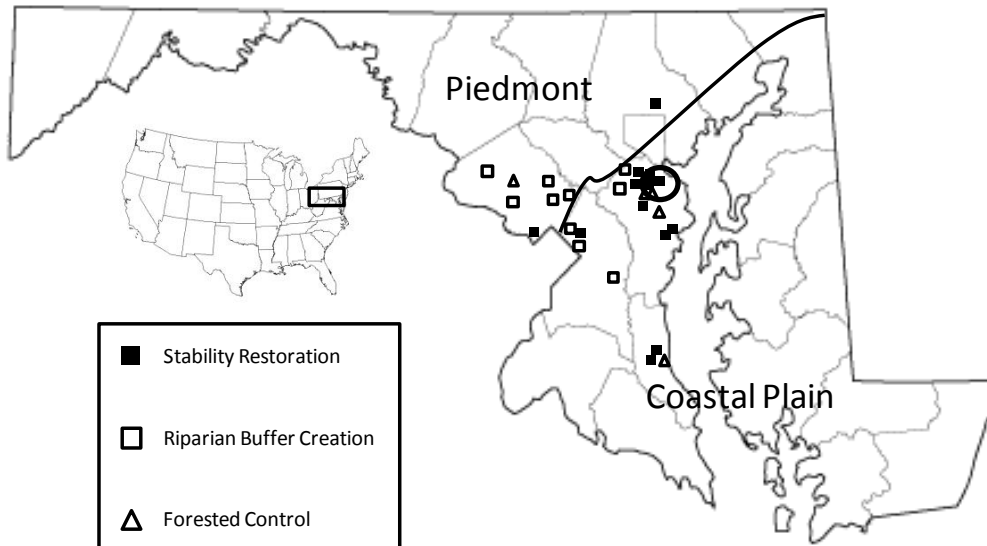 Piedmont
Coastal Plain
Stability Restoration
Riparian Buffer Creation
Forested Control